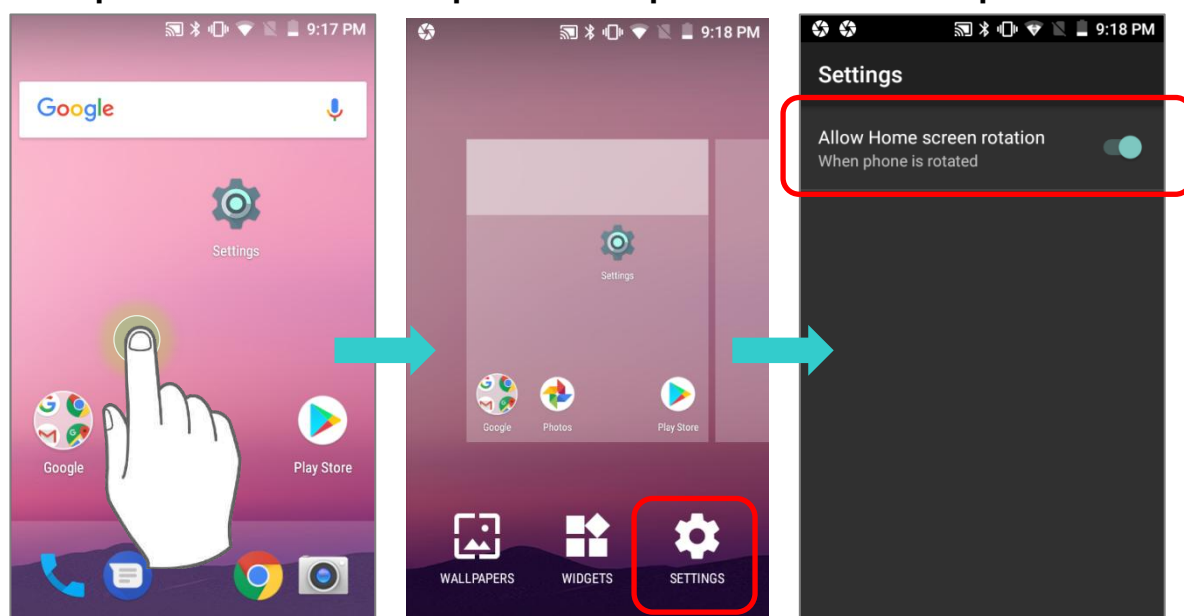 9:17 PM
Google
Settings
Google
Play Store
9:18 PM
Settings
Google
Photos
Play Store
WALLPAPERS
WIDGETS
SETTINGS
9:18 PM
Settings
Allow Home screen rotation
When phone is rotated